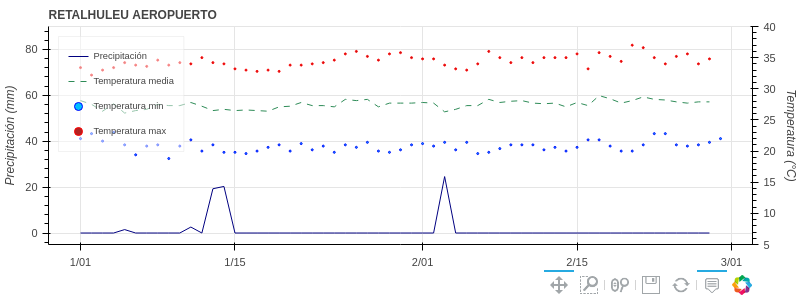 RETALHULEU AEROPUERTO
Precipitación
Temperatura media
Temperatura min
Temperatura max
Precipitación (mm)
80
60
40
20
0
40
35
30
25
20
15
10
5
Temperatura (°C)
1/01
1/15
2/01
2/15
3/01